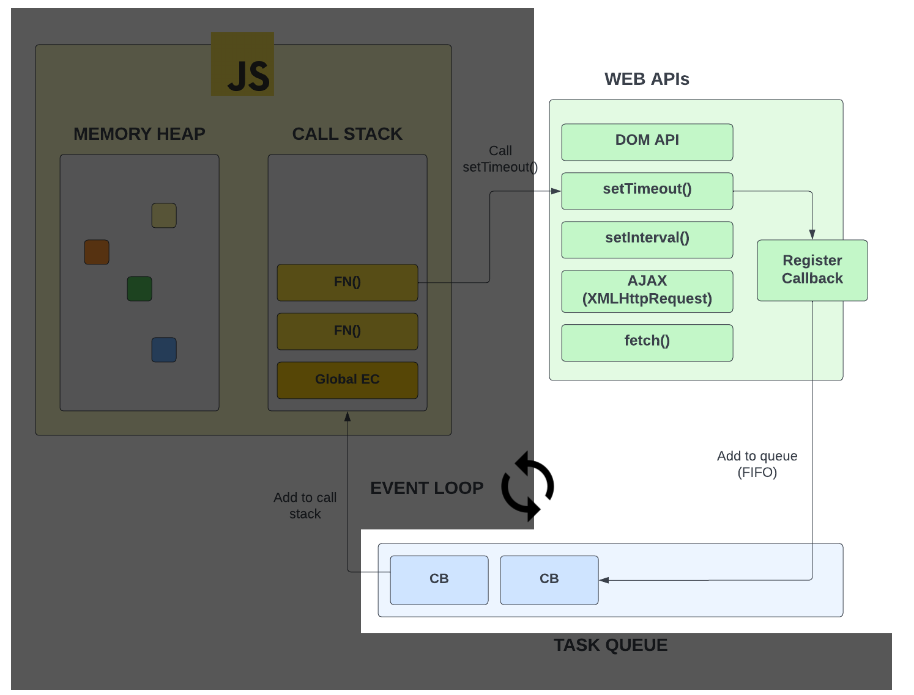 JS
MEMORY HEAP
CALL STACK
FN()
FN()
Global EC
Call
setTimeout()
WEB APIs
DOM API
setTimeout()
setInterval()
AJAX
(XMLHttpRequest)
fetch()
Register
Callback
Add to queue
(FIFO)
EVENT LOOP
Add to call
stack
CB
CB
TASK QUEUE